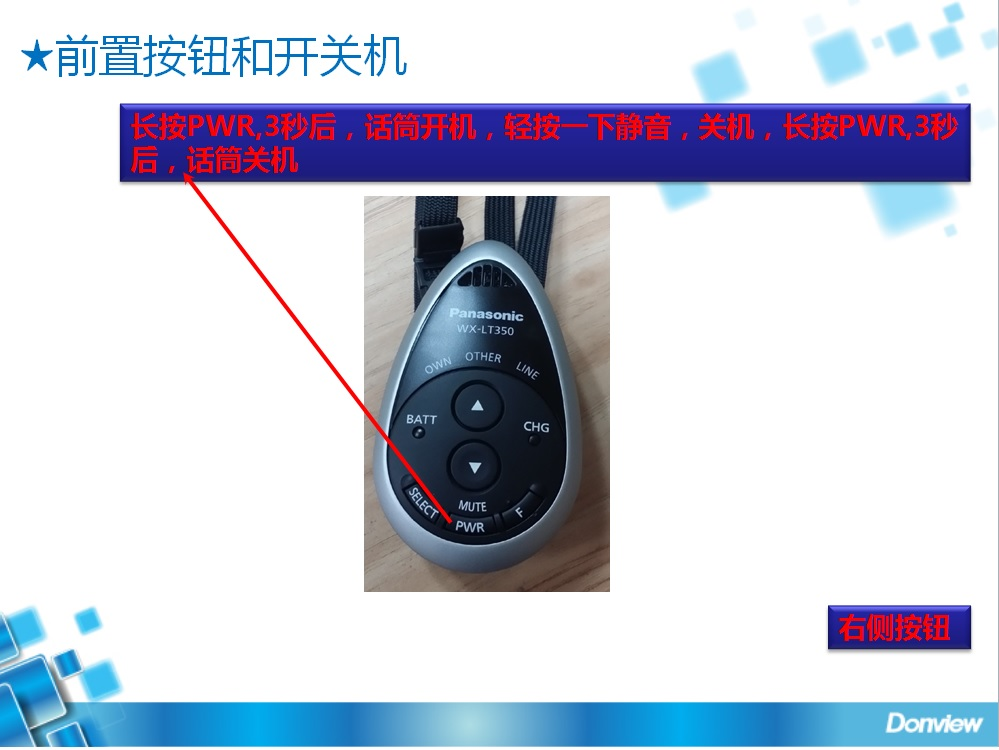 ★前置按钮和开关机
长按PWR,3秒后，话筒开机，轻按一下静音，关机，长按PWR,3秒
后，话筒关机
Panasonic
WX-LT350
OWN OTHER LINE
BATT
CHG
SELECT
MUTE
PWR
F
右侧按钮
Donview